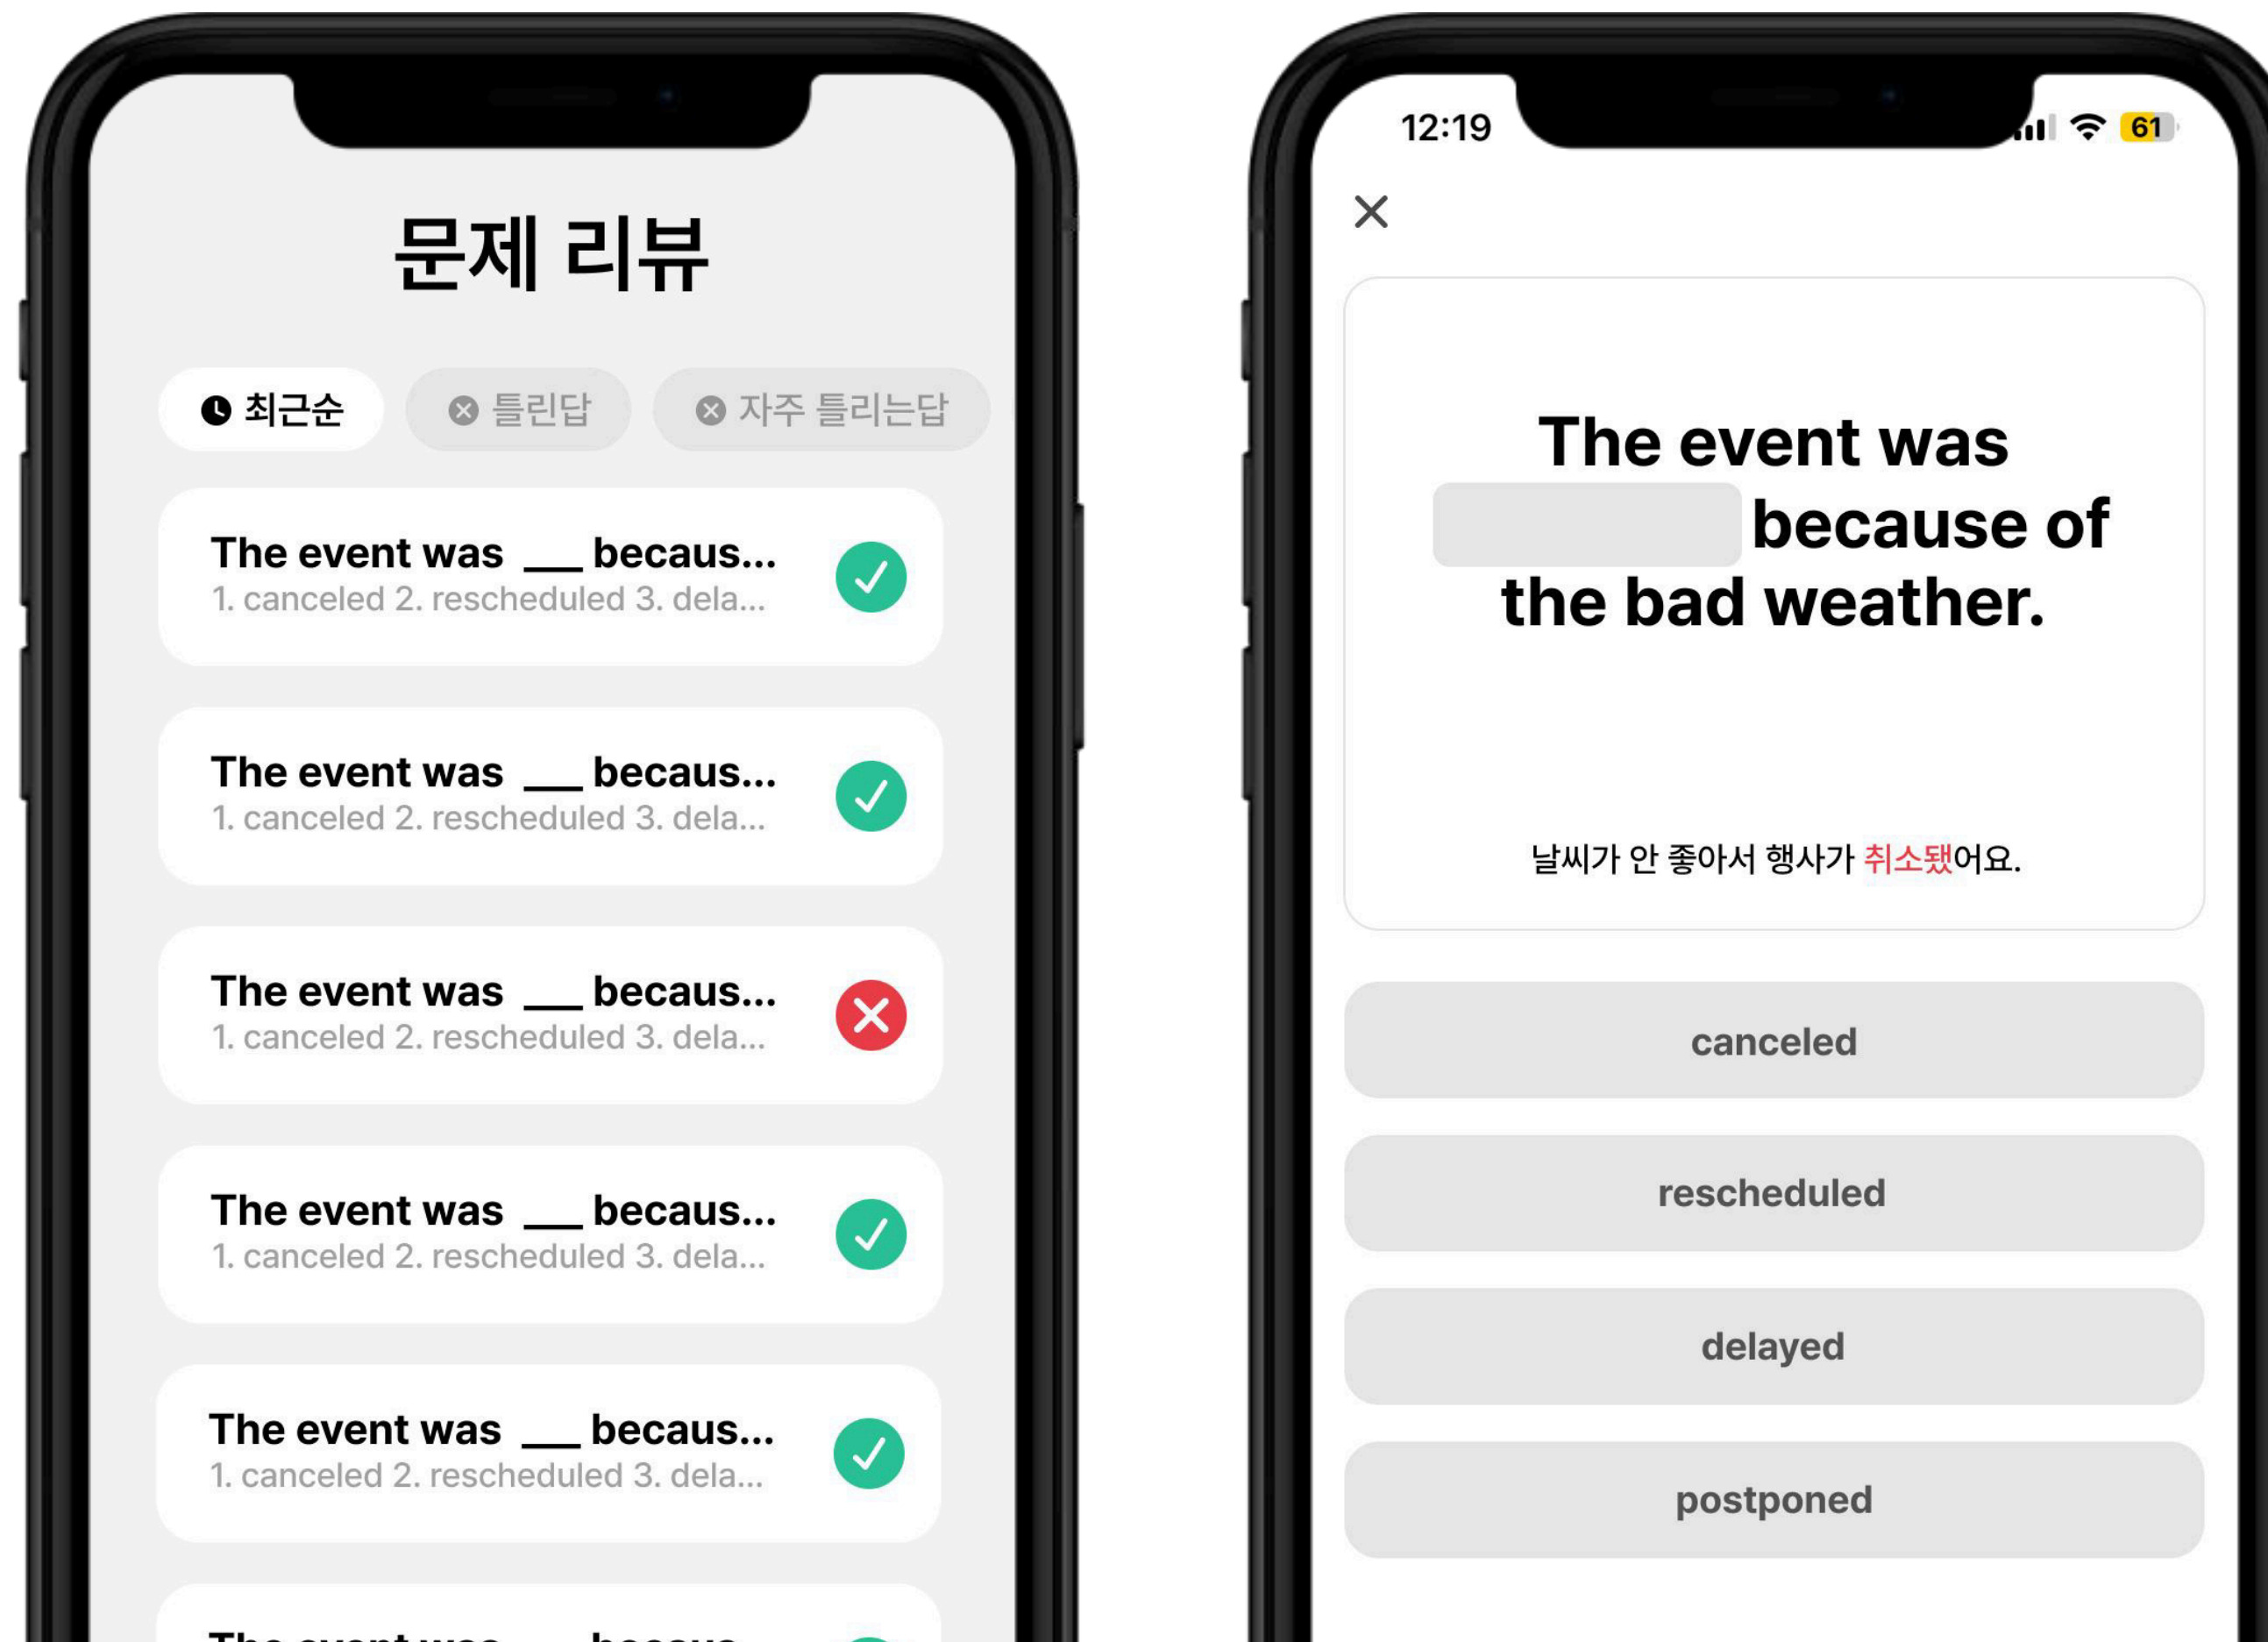 문제 리뷰
최근순
틀린답
자주 틀리는답
The event was ___ becaus...
1. canceled 2. rescheduled 3. dela...
The event was ___ becaus...
1. canceled 2. rescheduled 3. dela...
The event was ___ becaus...
1. canceled 2. rescheduled 3. dela...
The event was ___ becaus...
1. canceled 2. rescheduled 3. dela...
The event was ___ becaus...
1. canceled 2. rescheduled 3. dela...
The event was ___ becaus...
12:19
61
The event was
because of
the bad weather.
날씨가 안 좋아서 행사가 취소됐어요.
canceled
rescheduled
delayed
postponed